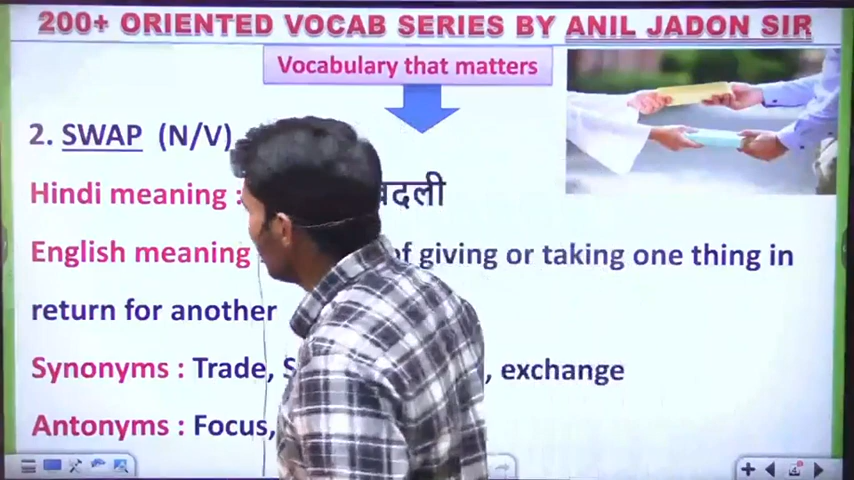 200+ ORIENTED VOCAB SERIES BY ANIL JADON SIR
Vocabulary that matters
2. SWAP (N/V)
Hindi meaning :
English meaning of giving or taking one thing in
return for another
Synonyms : Trade, , exchange
Antonyms : Focus,